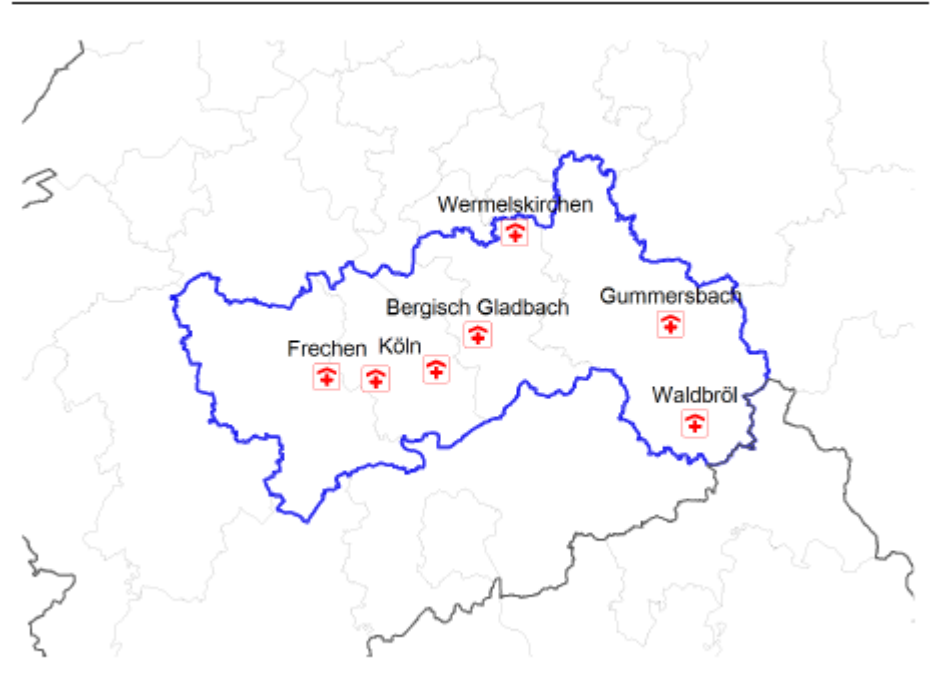 Wermelskirchen
Gummersbach
Bergisch Gladbach
Frechen
Köln
Waldbröl